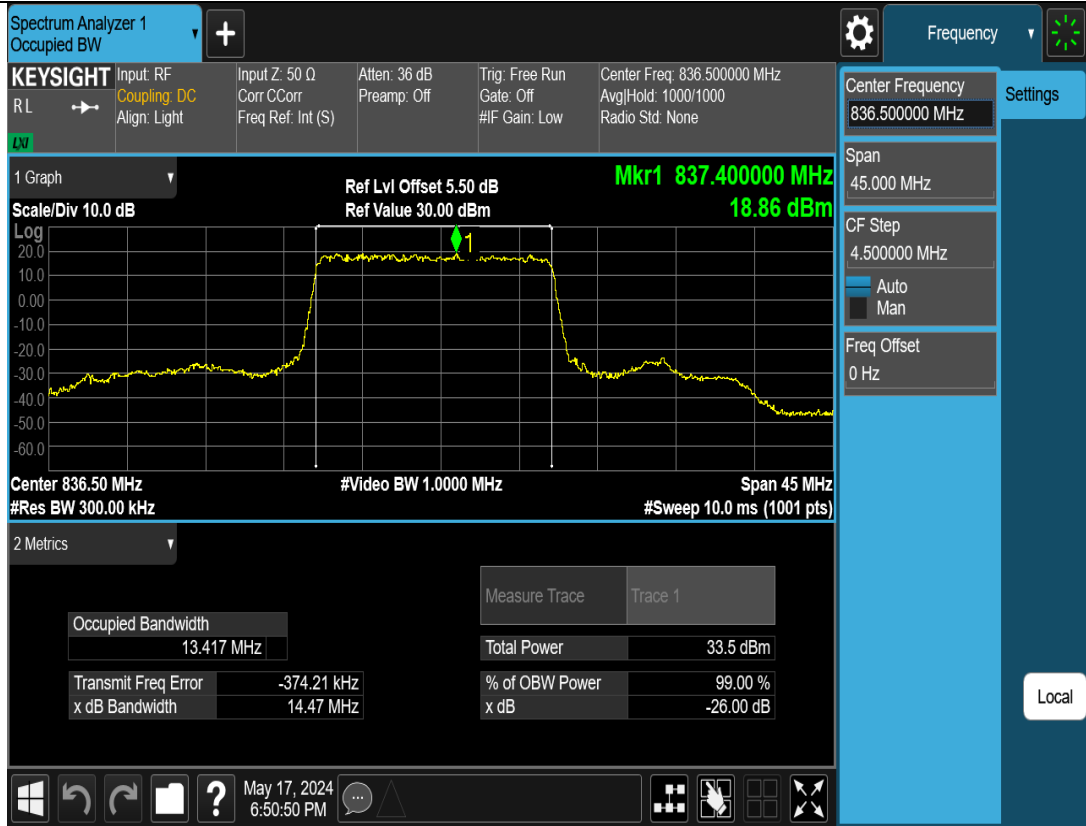 Spectrum Analyzer 1
Occupied BW
+
Frequency
KEYSIGHT
R L
LXI
Input: RF
Coupling: DC
Align: Light
Input Z: 50 Ω
Corr CCorr
Freq Ref: Int (S)
Atten: 36 dB
Preamp: Off
Trig: Free Run
Gate: Off
#IF Gain: Low
Center Freq: 836.500000 MHz
Avg|Hold: 1000/1000
Radio Std: None
Center Frequency
836.500000 MHz
Settings
Span
45.000 MHz
CF Step
4.500000 MHz
Auto
Man
Freq Offset
0 Hz
Local
1 Graph
Scale/Div 10.0 dB
Ref Lvl Offset 5.50 dB
Ref Value 30.00 dBm
Mkr1 837.400000 MHz
18.86 dBm
Log
1
20.0
10.0
0.00
-10.0
-20.0
-30.0
-40.0
-50.0
-60.0
Center 836.50 MHz
#Video BW 1.0000 MHz
Span 45 MHz
#Res BW 300.00 kHz
#Sweep 10.0 ms (1001 pts)
2 Metrics
Measure Trace
Trace 1
Occupied Bandwidth
13.417 MHz
Total Power
33.5 dBm
Transmit Freq Error
-374.21 kHz
% of OBW Power
99.00 %
x dB Bandwidth
14.47 MHz
x dB
-26.00 dB
?
May 17, 2024
6:50:50 PM